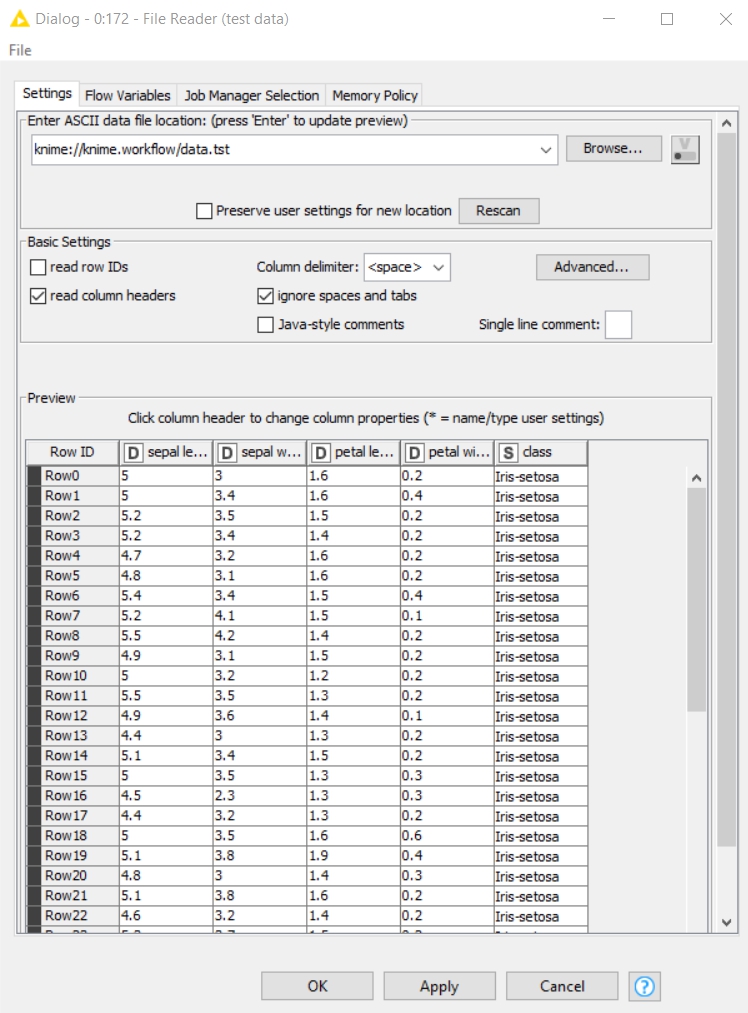 Dialog - 0:172 - File Reader (test data)
File
Settings Flow Variables Job Manager Selection Memory Policy
Enter ASCII data file location: (press 'Enter' to update preview)
knime://knime.workflow/data.tst Browse... V
Preserve user settings for new location Rescan
Basic Settings
read row IDs Column delimiter: <space> Advanced...
read column headers ignore spaces and tabs
Java-style comments Single line comment:
Preview
Click column header to change column properties (* = name/type user settings)
Row ID D sepal le... D sepal w... D petal le... D petal wi... S class
Row0 5 3 1.6 0.2 Iris-setosa
Row1 5 3.4 1.6 0.4 Iris-setosa
Row2 5.2 3.5 1.5 0.2 Iris-setosa
Row3 5.2 3.4 1.4 0.2 Iris-setosa
Row4 4.7 3.2 1.6 0.2 Iris-setosa
Row5 4.8 3.1 1.6 0.2 Iris-setosa
Row6 5.4 3.4 1.5 0.4 Iris-setosa
Row7 5.2 4.1 1.5 0.1 Iris-setosa
Row8 5.5 4.2 1.4 0.2 Iris-setosa
Row9 4.9 3.1 1.5 0.2 Iris-setosa
Row10 5 3.2 1.2 0.2 Iris-setosa
Row11 5.5 3.5 1.3 0.2 Iris-setosa
Row12 4.9 3.6 1.4 0.1 Iris-setosa
Row13 4.4 3 1.3 0.2 Iris-setosa
Row14 5.1 3.4 1.5 0.2 Iris-setosa
Row15 5 3.5 1.3 0.3 Iris-setosa
Row16 4.5 2.3 1.3 0.3 Iris-setosa
Row17 4.4 3.2 1.3 0.2 Iris-setosa
Row18 5 3.5 1.6 0.6 Iris-setosa
Row19 5.1 3.8 1.9 0.4 Iris-setosa
Row20 4.8 3 1.4 0.3 Iris-setosa
Row21 5.1 3.8 1.6 0.2 Iris-setosa
Row22 4.6 3.2 1.4 0.2 Iris-setosa
OK Apply Cancel ?